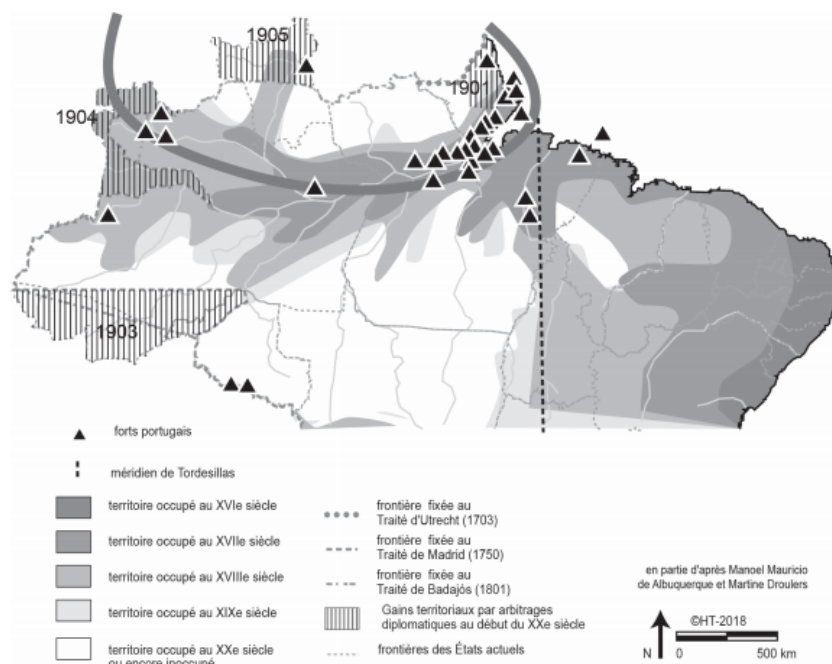 1905
1901
1904
1903
forts portugais
méridien de Tordesillas
territoire occupé au XVIe siècle
territoire occupé au XVIIe siècle
territoire occupé au XVIIIe siècle
territoire occupé au XIXe siècle
territoire occupé au XXe siècle
ou encore inoccupé
frontière fixée au
Traité d'Utrecht (1703)
frontière fixée au
Traité de Madrid (1750)
frontière fixée au
Traité de Badajós (1801)
Gains territoriaux par arbitrages
diplomatiques au début du XXe siècle
frontières des États actuels
en partie d'après Manoel Mauricio
de Albuquerque et Martine Droulers
©HT-2018
N 0 500 km